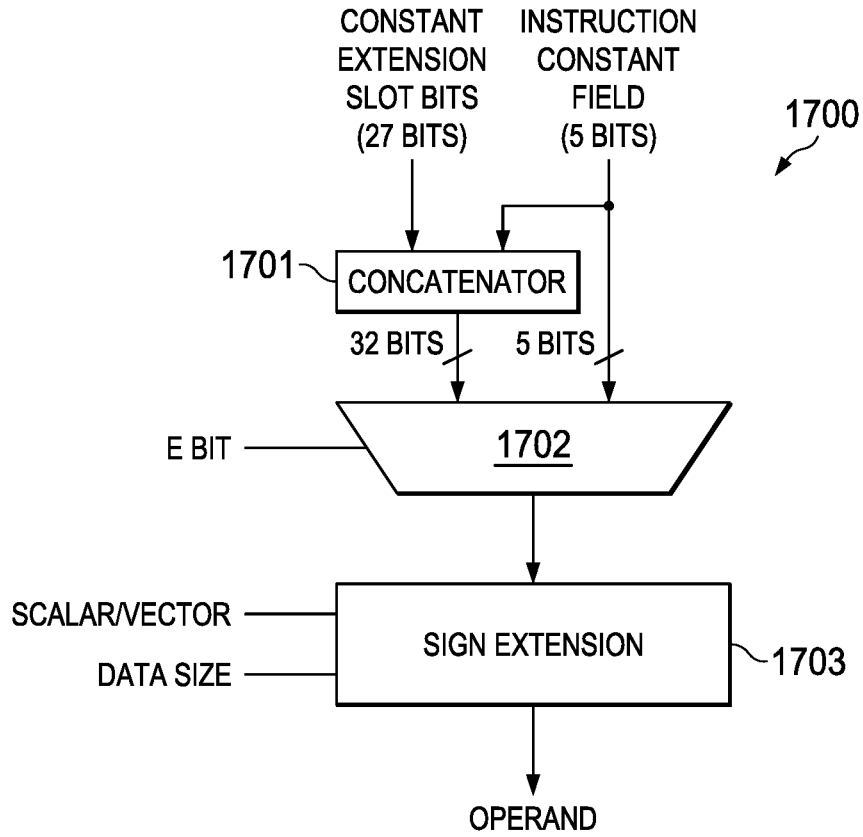 CONSTANT
EXTENSION
SLOT BITS
(27 BITS)
INSTRUCTION
CONSTANT
FIELD
(5 BITS)
1700
1701
CONCATENATOR
32 BITS
5 BITS
E BIT
1702
SCALAR/VECTOR
DATA SIZE
SIGN EXTENSION
1703
OPERAND